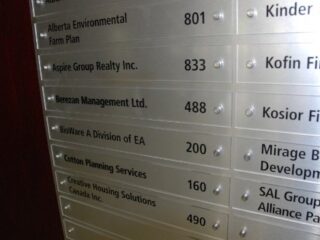 Alberta Environmental 801
Farm Plan
Aspire Group Realty Inc. 833
Berezan Management Ltd. 488
BioWare A Division of EA 200
Cotton Planning Services 160
Creative Housing Solutions 490
Canada Inc.
Kinder
Kofin Fi
Kosior Fi
Mirage B
Developm
SAL Group
Alliance Pa